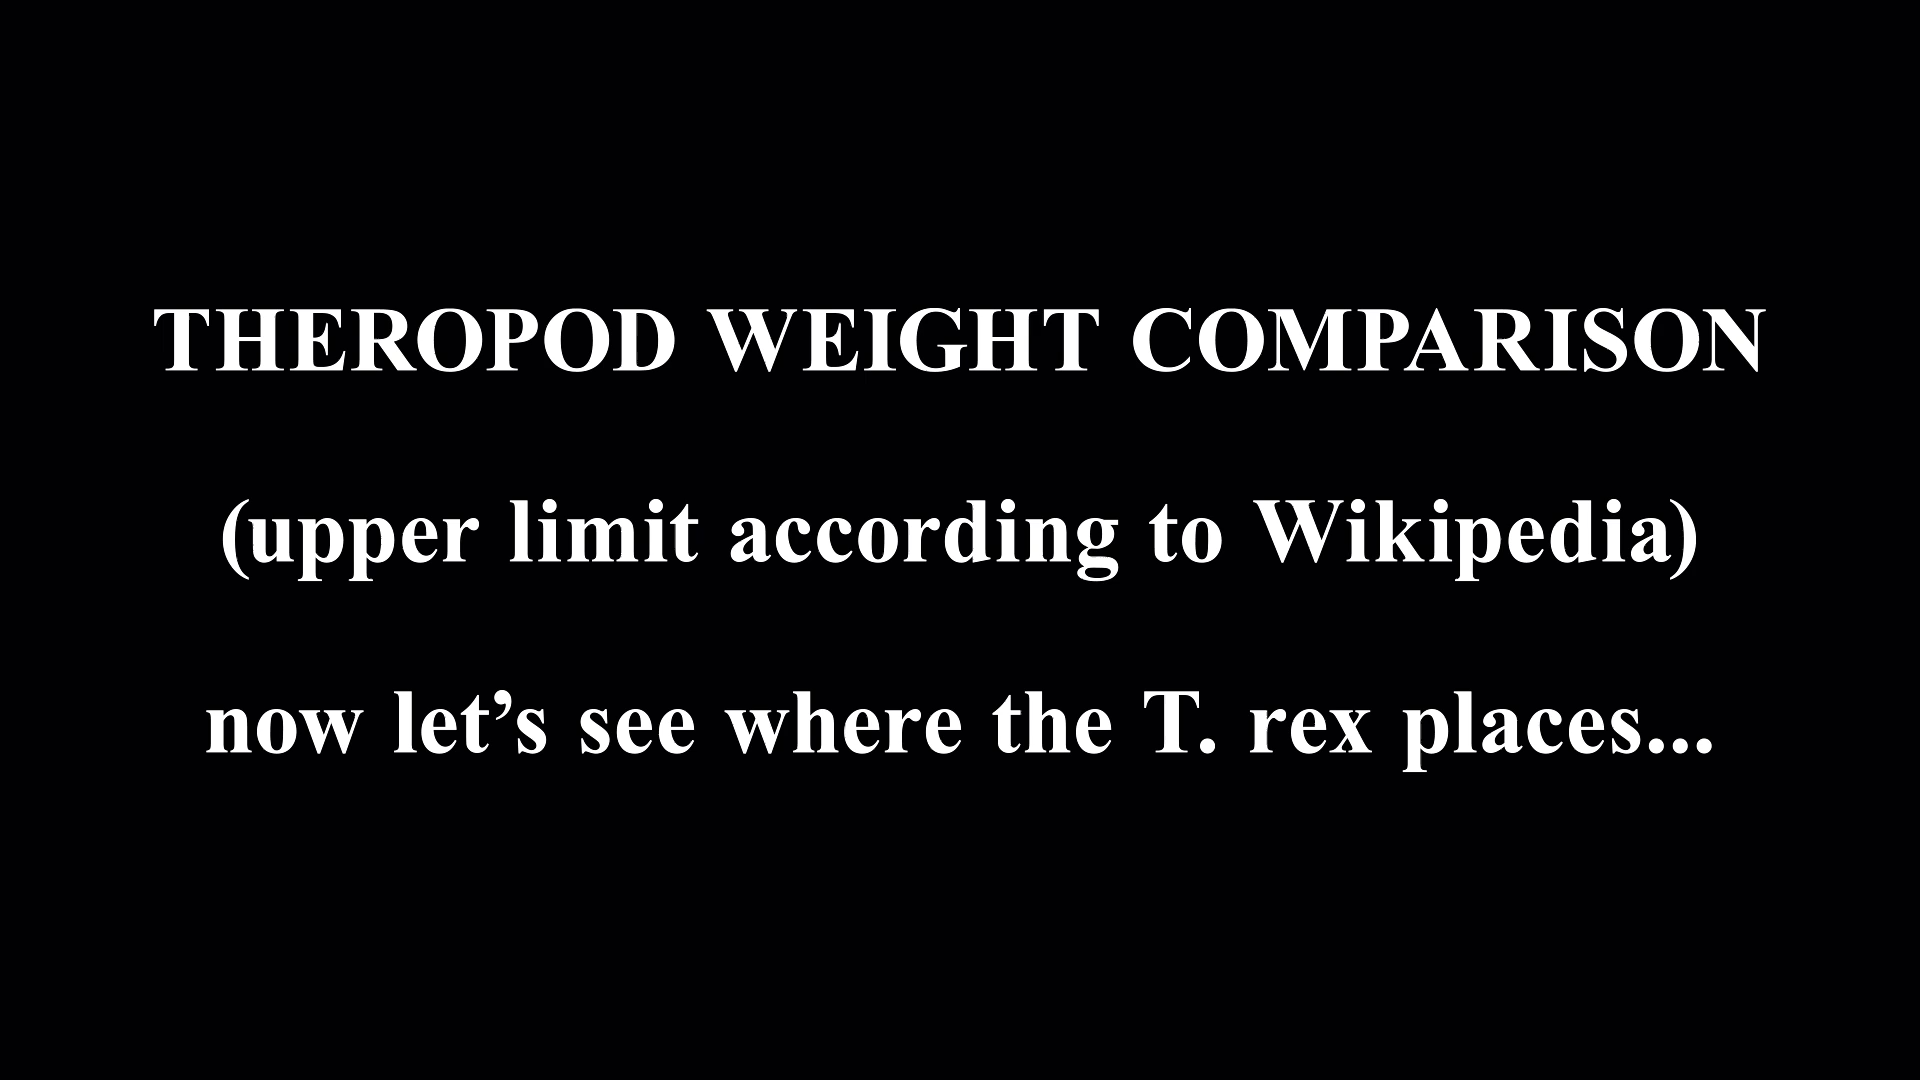 THEROPOD WEIGHT COMPARISON
(upper limit according to Wikipedia)
now let’s see where the T. rex places...